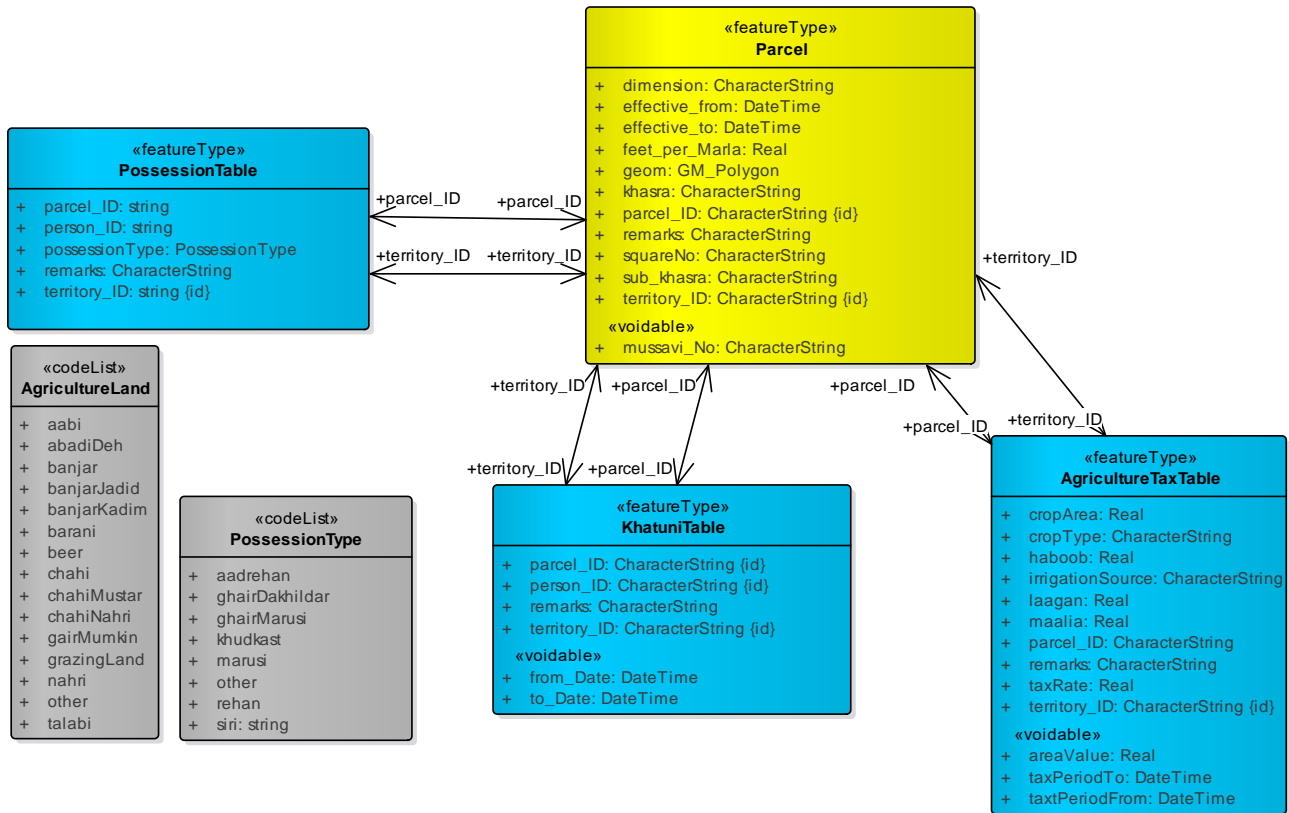 «featureType»
Parcel
+ dimension: CharacterString
+ effective_from: DateTime
+ effective_to: DateTime
+ feet_per_Marla: Real
+ geom: GM_Polygon
+ khasra: CharacterString
+ parcel_ID: CharacterString {id}
+ remarks: CharacterString
+ squareNo: CharacterString
+ sub_khasra: CharacterString
+ territory_ID: CharacterString {id}
«voidable»
+ mussavi_No: CharacterString
«featureType»
PossessionTable
+ parcel_ID: string
+ person_ID: string
+ possessionType: PossessionType
+ remarks: CharacterString
+ territory_ID: string {id}
+parcel_ID +parcel_ID
+territory_ID +territory_ID
+territory_ID
+territory_ID +parcel_ID
+parcel_ID
+parcel_ID
+territory_ID
+territory_ID +parcel_ID
«codeList»
AgricultureLand
+ aabi
+ abadiDeh
+ banjar
+ banjarJadid
+ banjarKadim
+ barani
+ beer
+ chahi
+ chahiMustar
+ chahiNahri
+ gairMumkin
+ grazingLand
+ nahri
+ other
+ talabi
«codeList»
PossessionType
+ aadrehan
+ ghairDakhildar
+ ghairMarusi
+ khudkast
+ marusi
+ other
+ rehan
+ siri: string
«featureType»
KhatuniTable
+ parcel_ID: CharacterString {id}
+ person_ID: CharacterString {id}
+ remarks: CharacterString
+ territory_ID: CharacterString {id}
«voidable»
+ from_Date: DateTime
+ to_Date: DateTime
«featureType»
AgricultureTaxTable
+ cropArea: Real
+ cropType: CharacterString
+ haboob: Real
+ irrigationSource: CharacterString
+ laagan: Real
+ maalia: Real
+ parcel_ID: CharacterString
+ remarks: CharacterString
+ taxRate: Real
+ territory_ID: CharacterString {id}
«voidable»
+ areaValue: Real
+ taxPeriodTo: DateTime
+ taxtPeriodFrom: DateTime